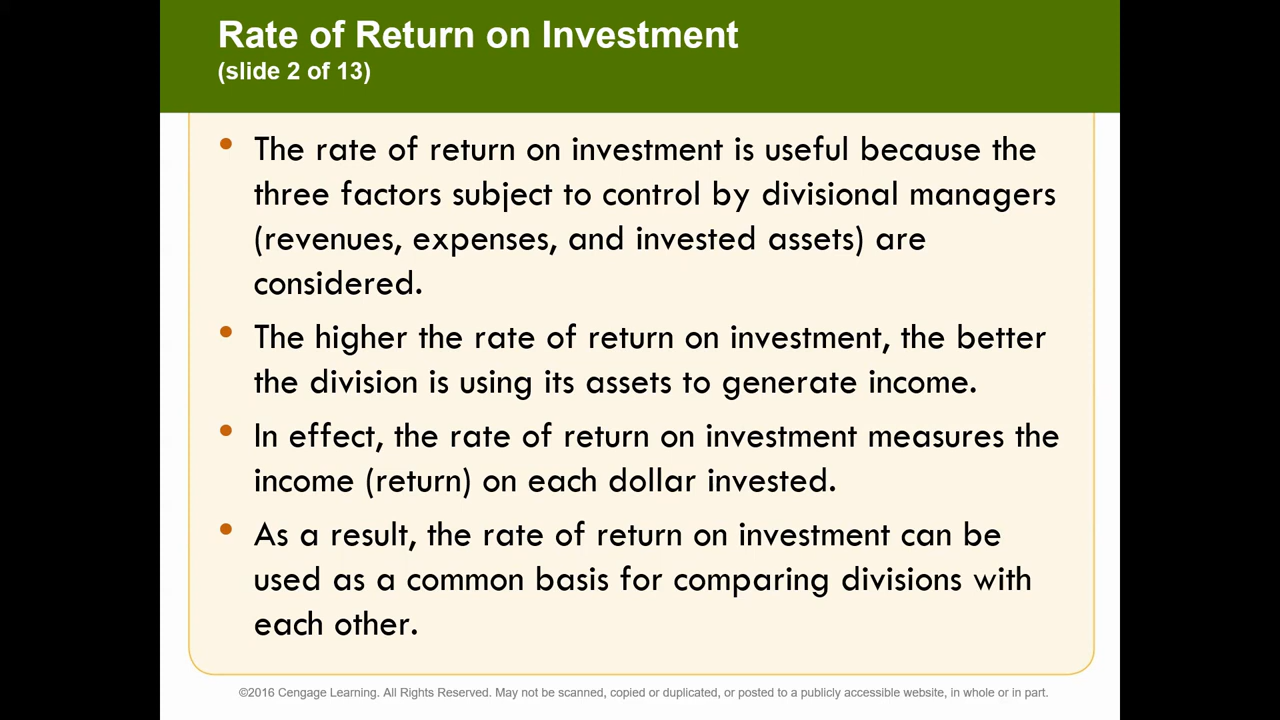 Rate of Return on Investment
(slide 2 of 13)
• The rate of return on investment is useful because the
three factors subject to control by divisional managers
(revenues, expenses, and invested assets) are
considered.
• The higher the rate of return on investment, the better
the division is using its assets to generate income.
• In effect, the rate of return on investment measures the
income (return) on each dollar invested.
• As a result, the rate of return on investment can be
used as a common basis for comparing divisions with
each other.
©2016 Cengage Learning. All Rights Reserved. May not be scanned, copied or duplicated, or posted to a publicly accessible website, in whole or in part.